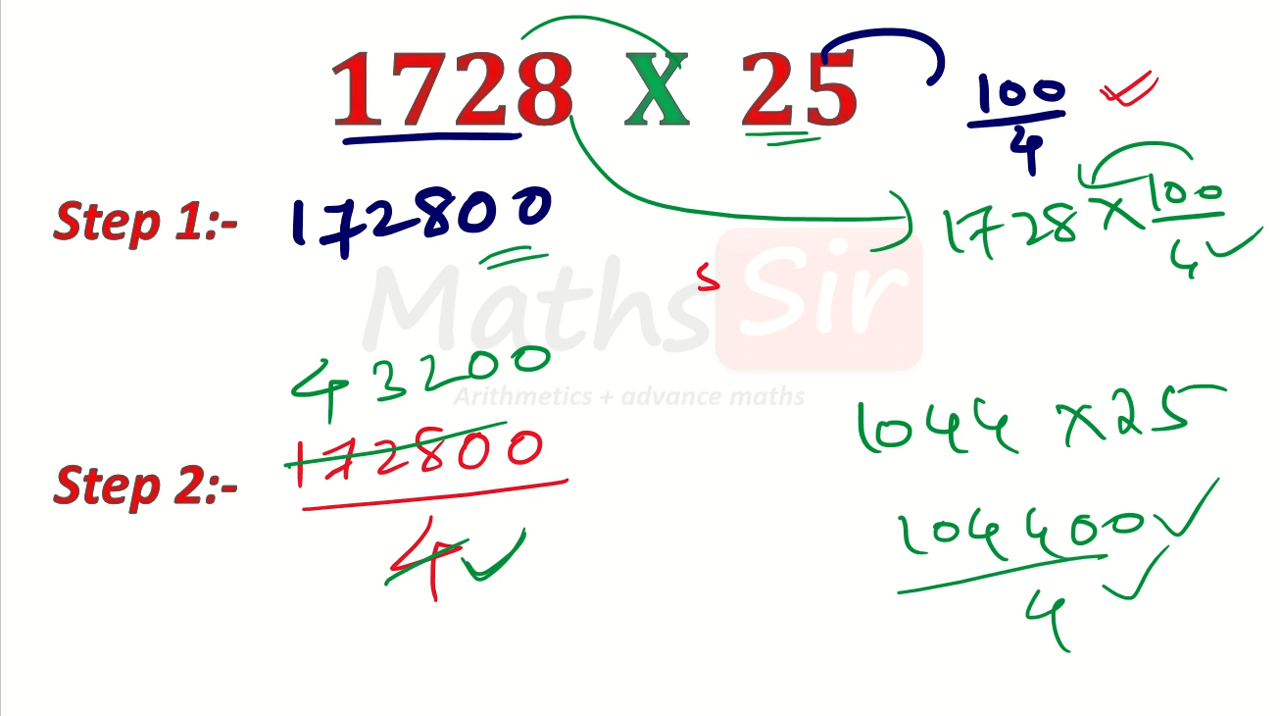 1728 X 25
100/4
Step 1:- 172800
1728 × 100/4
s
Maths Sir
Arithmetics + advance maths
43200
Step 2:- 172800/4
1044 × 25
104400/4